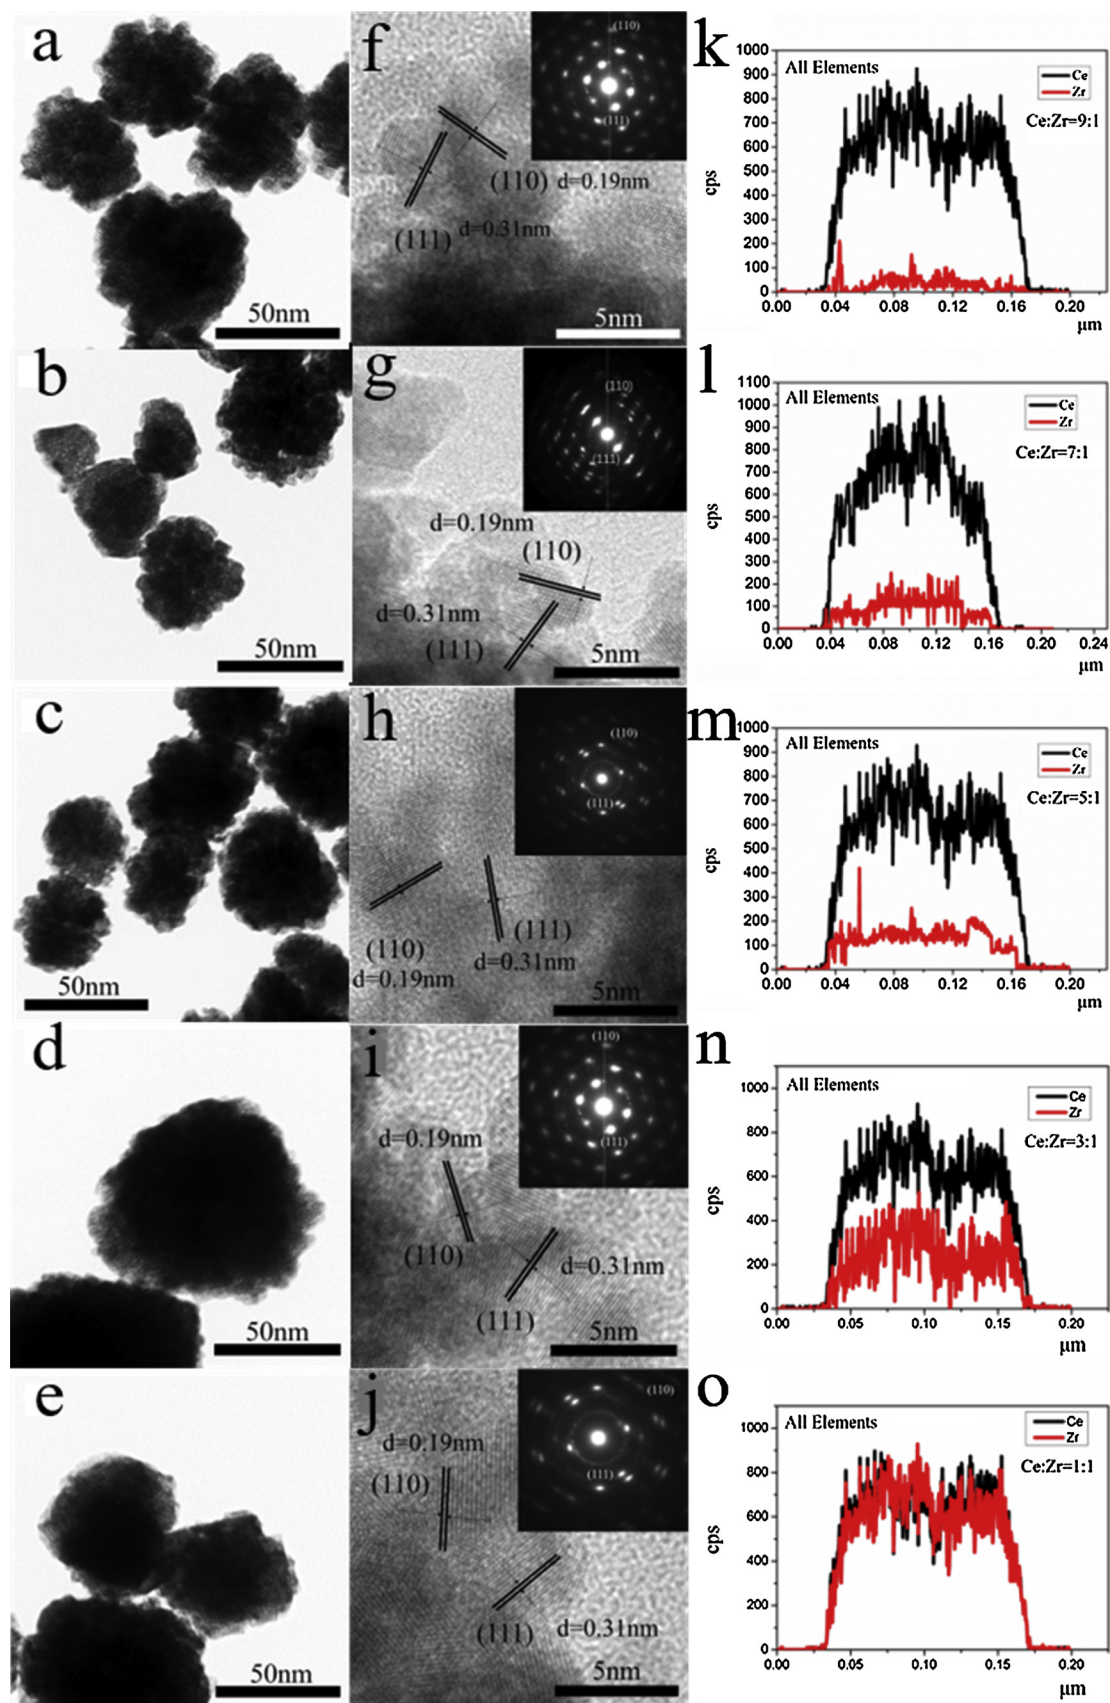 a
50nm
f
(110)
(111)
(110) d=0.19nm
(111) d=0.31nm
5nm
k
All Elements
Ce
Zr
Ce:Zr=9:1
cps
1000
900
800
700
600
500
400
300
200
100
0
0.00 0.04 0.08 0.12 0.16 0.20
μm
b
50nm
g
(110)
(111)
d=0.19nm
(110)
d=0.31nm
(111)
5nm
l
All Elements
Ce
Zr
Ce:Zr=7:1
cps
1100
1000
900
800
700
600
500
400
300
200
100
0
0.00 0.04 0.08 0.12 0.16 0.20 0.24
μm
c
50nm
h
(110)
(111)
(110)
d=0.19nm
(111)
d=0.31nm
5nm
m
All Elements
Ce
Zr
Ce:Zr=5:1
cps
1000
900
800
700
600
500
400
300
200
100
0
0.00 0.04 0.08 0.12 0.16 0.20
μm
d
50nm
i
(110)
(111)
d=0.19nm
(110)
d=0.31nm
(111)
5nm
n
All Elements
Ce
Zr
Ce:Zr=3:1
cps
1000
800
600
400
200
0
0.00 0.05 0.10 0.15 0.20
μm
e
50nm
j
(110)
(111)
d=0.19nm
(110)
(111)
d=0.31nm
5nm
o
All Elements
Ce
Zr
Ce:Zr=1:1
cps
1000
800
600
400
200
0
0.00 0.05 0.10 0.15 0.20
μm